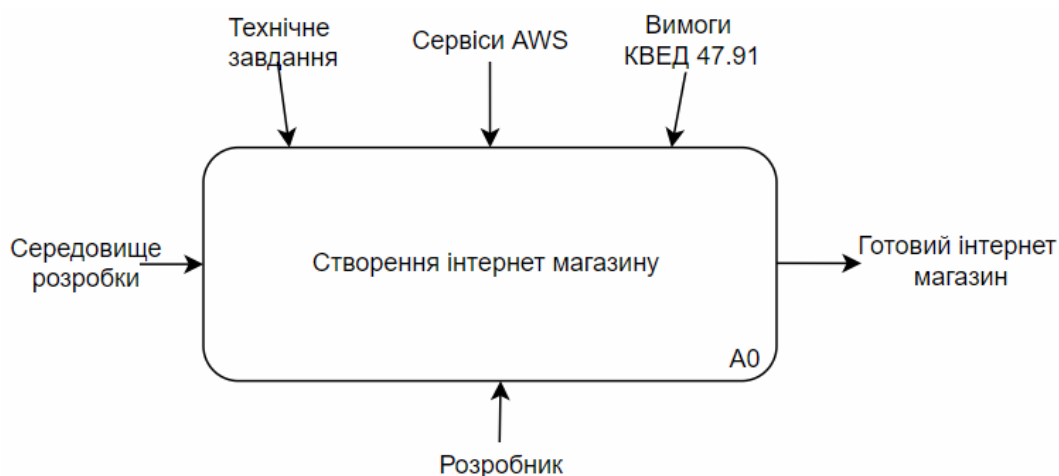 Технічне
завдання
Сервіси AWS
Вимоги
КВЕД 47.91
Середовище
розробки
Створення інтернет магазину
Готовий інтернет
магазин
A0
Розробник